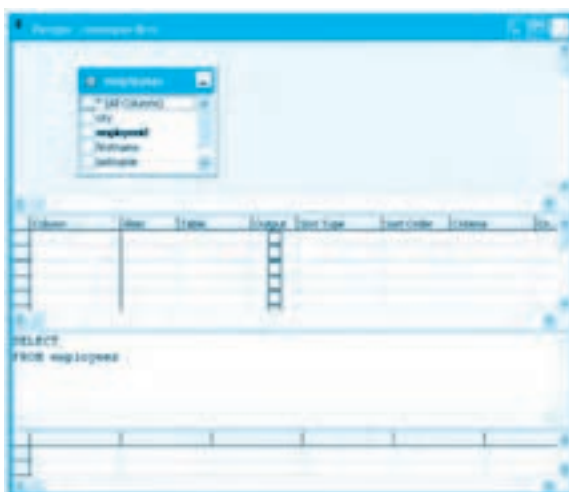 employees
* (All Columns)
city
employeeid
firstname
lastname
Column Alias Table Output Sort Type Sort Order Criteria
SELECT
FROM employees